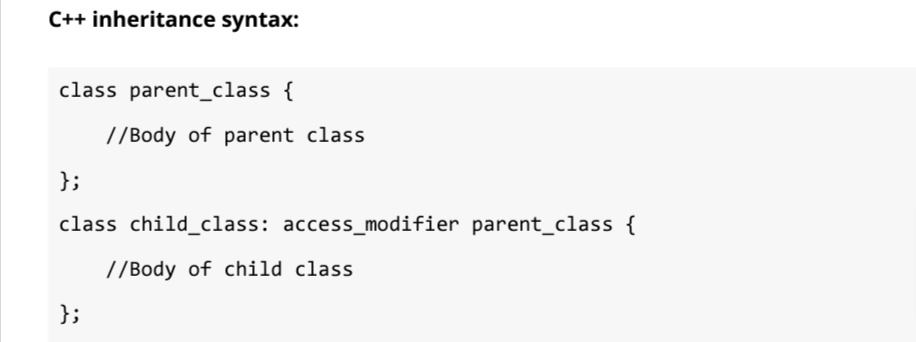 C++ inheritance syntax:
class parent_class {
//Body of parent class
};
class child_class: access_modifier parent_class {
//Body of child class
};